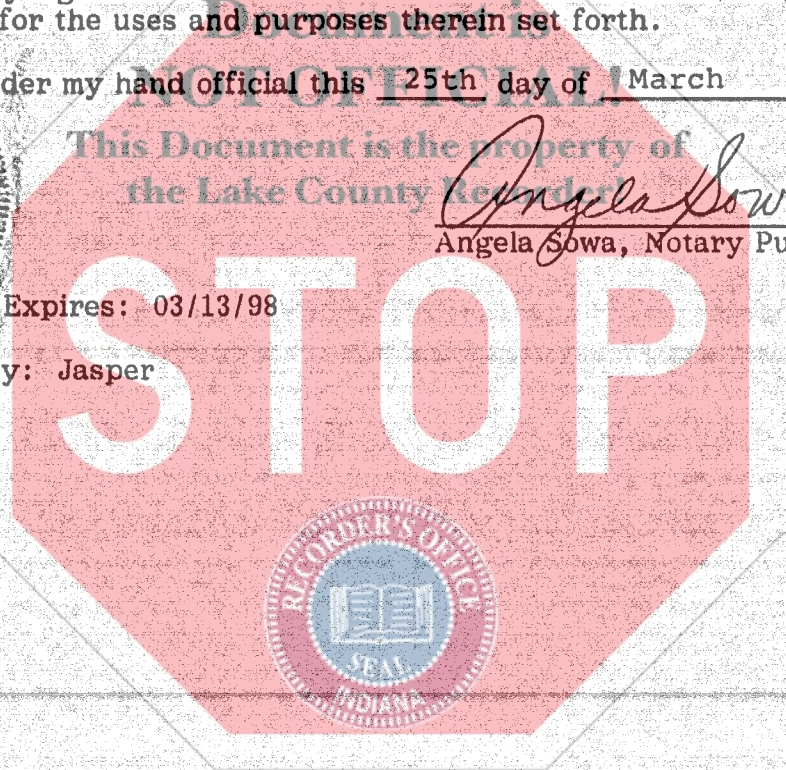 for the uses and purposes therein set forth.
Document is
der my hand official this 25th day of March
NOT OFFICIAL!
This Document is the property of
the Lake County Recorder!
Angela Sow
Angela Sowa, Notary Pu
Expires: 03/13/98
y: Jasper
STOP
RECORDER'S OFFICE
SEAL
INDIANA